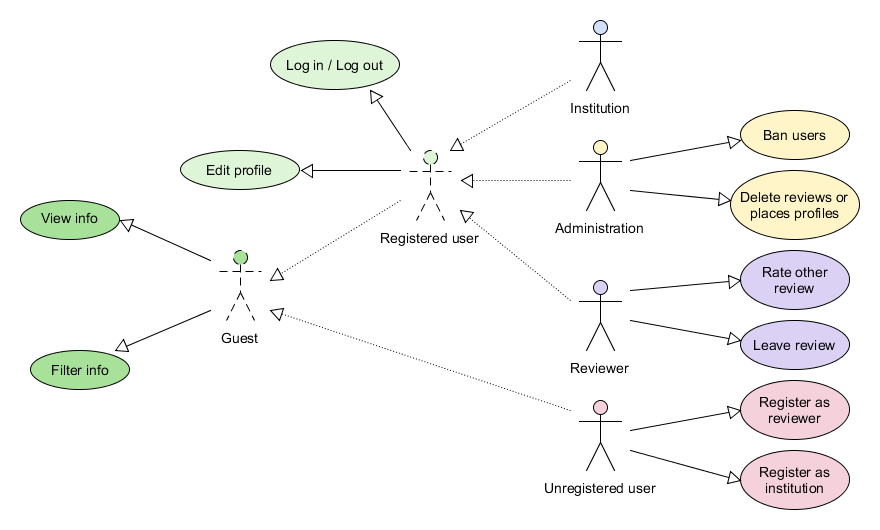 Log in / Log out
Institution
Edit profile
Registered user
Administration
Ban users
Delete reviews or
places profiles
View info
Guest
Filter info
Reviewer
Rate other
review
Leave review
Unregistered user
Register as
reviewer
Register as
institution